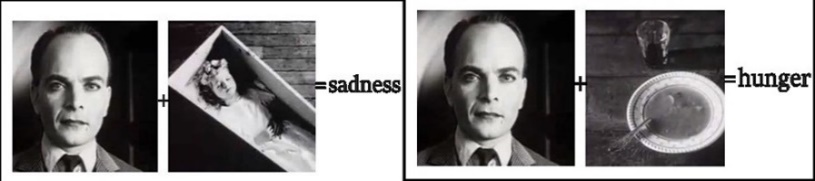 +
=sadness
+
=hunger